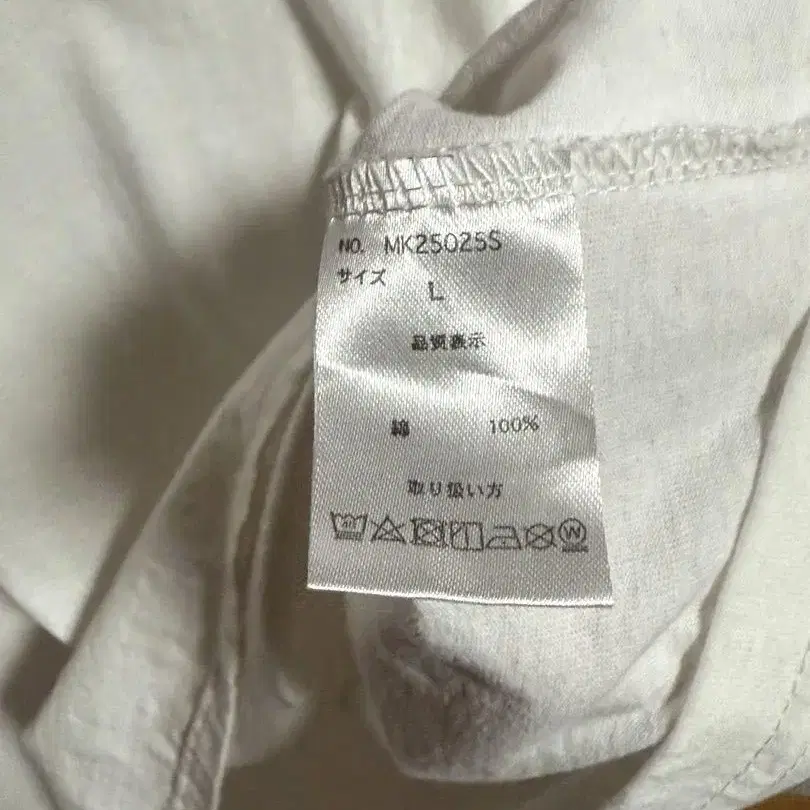 NO. MK25025S
サイズ
L
品質表示
綿 100%
取り扱い方
W